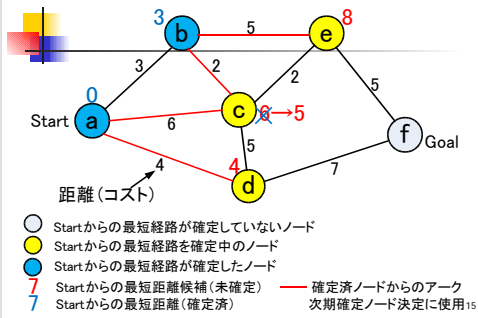 3
b
5
e
8
3
2
2
5
0
Start
a
6
c
6→5
5
f
Goal
4
4
d
7
距離(コスト)
Startからの最短経路が確定していないノード
Startからの最短経路を確定中のノード
Startからの最短経路が確定したノード
7 Startからの最短距離候補(未確定) 確定済ノードからのアーク
7 Startからの最短距離(確定済) 次期確定ノード決定に使用15